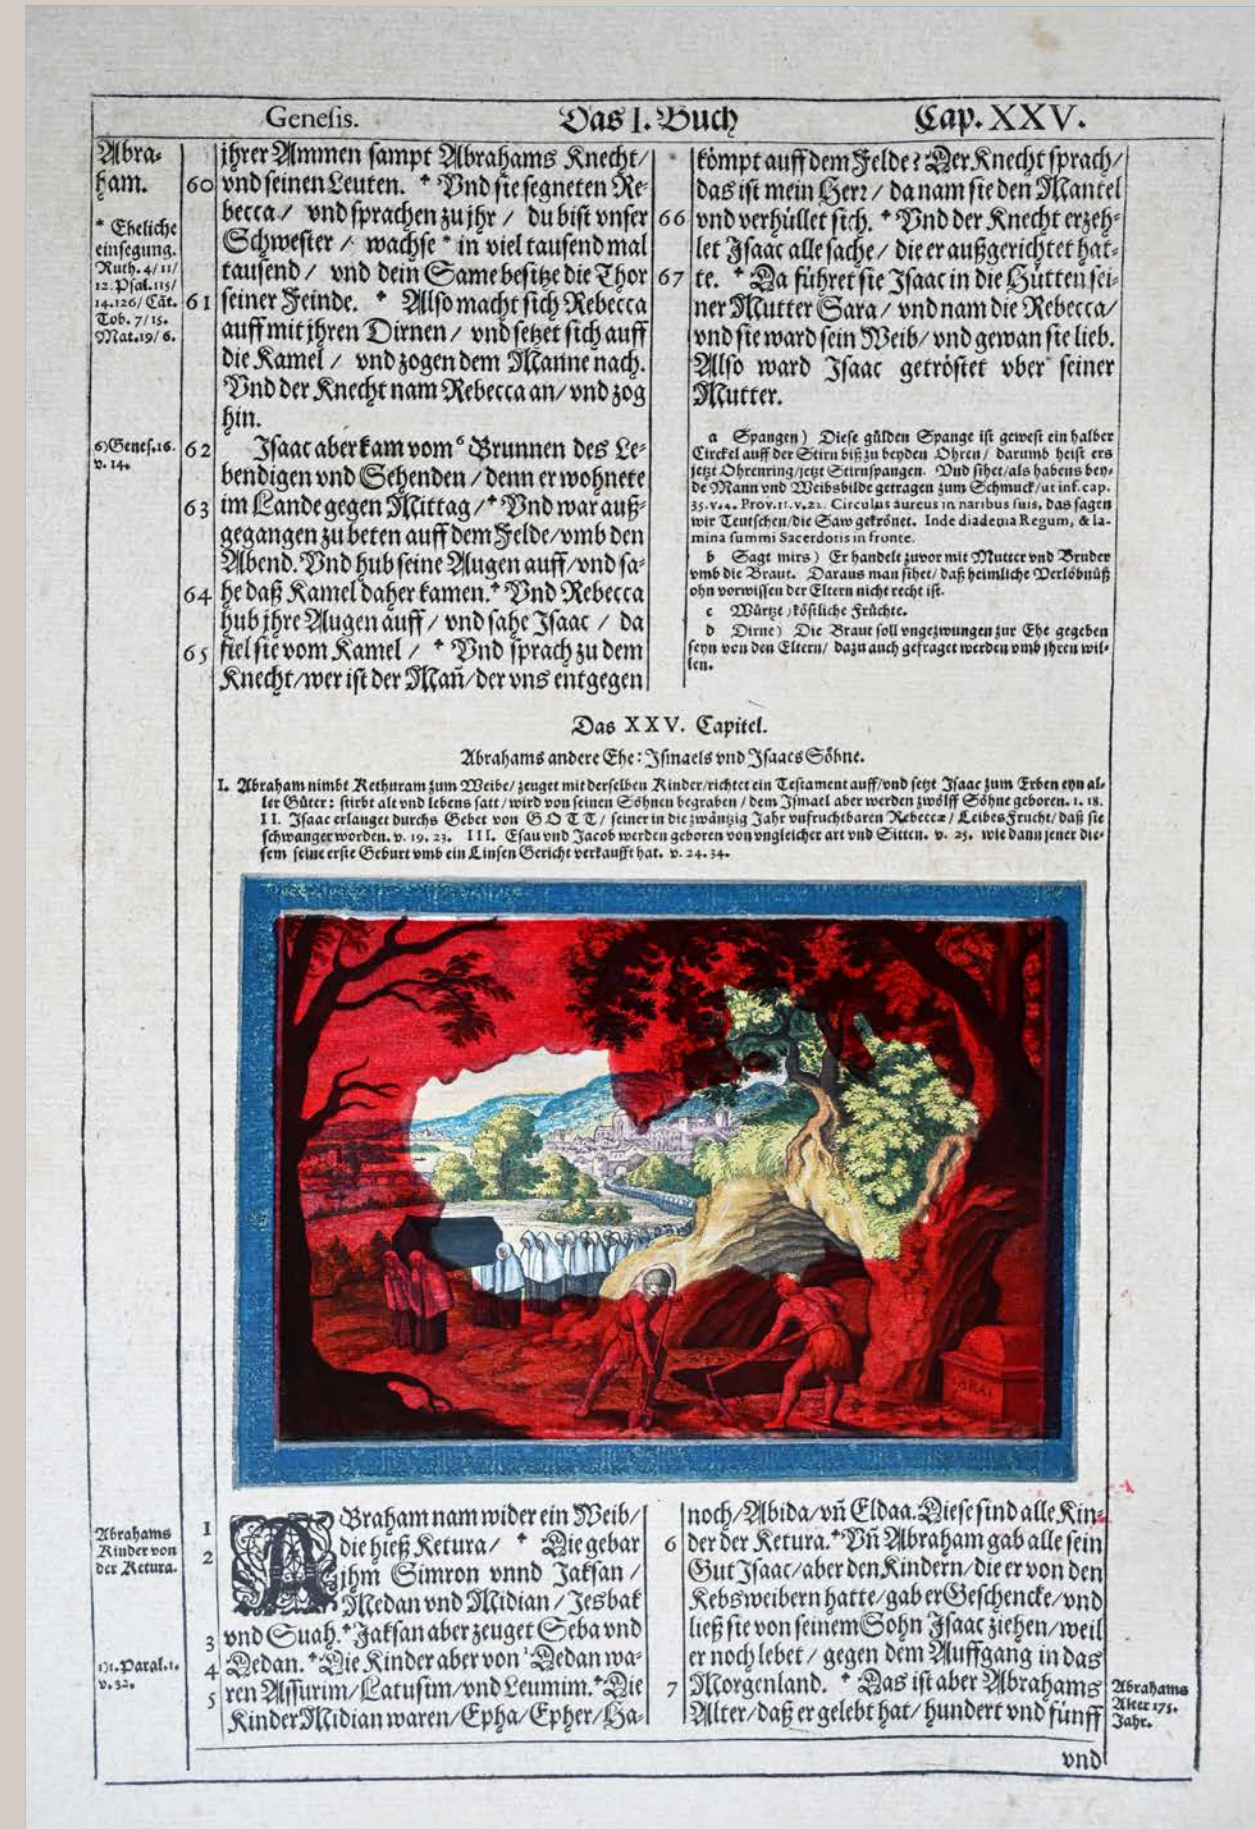 Genesis. Das I. Buch Cap. XXV.
Abra-
ham.
* Eheliche
einsegung.
Ruth. 4/11/
12. Psal. 115/
14. 126/ Cát.
Tob. 7/15.
Mat. 19/6.
6) Genes. 16.
v. 14.
jhrer Ammen sampt Abrahams Knecht/
60 vnd seinen Leuten. * Vnd sie segneten Re-
becca/ vnd sprachen zu jhr/ du bist vnser
Schwester/ wachse * in viel tausend mal
tausend/ vnd dein Same besitze die Thor
61 seiner Feinde. * Also macht sich Rebecca
auff mit jhren Dirnen/ vnd setzet sich auff
die Kamel/ vnd zogen dem Manne nach.
Vnd der Knecht nam Rebecca an/ vnd zog
hin.
62 Isaac aber kam vom 6 Brunnen des Le-
bendigen vnd Sehenden/ denn er wohnete
63 im Lande gegen Mittag/ * Vnd war auß-
gegangen zu beten auff dem Felde/ vmb den
Abend. Vnd hub seine Augen auff/ vnd sa-
64 he daß Kamel daher kamen. * Vnd Rebecca
hub jhre Augen auff/ vnd sahe Isaac/ da
65 fiel sie vom Kamel/ * Vnd sprach zu dem
Knecht/ wer ist der Mañ/ der vns entgegen
kömpt auff dem Felde? Der Knecht sprach/
das ist mein Herr/ da nam sie den Mantel
66 vnd verhüllet sich. * Vnd der Knecht erzeh-
let Isaac alle sache/ die er außgerichtet hat-
67 te. * Da führet sie Isaac in die Hütten sei-
ner Mutter Sara/ vnd nam die Rebecca/
vnd sie ward sein Weib/ vnd gewan sie lieb.
Also ward Isaac getröstet vber seiner
Mutter.
a Spangen) Diese gülden Spange ist gewest ein halber
Circkel auff der Stirn biß zu beyden Ohren/ darumb heist ers
jetzt Ohrenring/ jetzt Stirnspangen. Vnd sihet/ als habens bey-
de Mann vnd Weibsbilde getragen zum Schmuck/ ut inf. cap.
35. v. 4. Prov. 11. v. 22. Circulus aureus in naribus suis, das sagen
wir Teutschen/ die Saw gekrönet. Inde diadema Regum, & la-
mina summi Sacerdotis in fronte.
b Sagt mirs) Er handelt zuvor mit Mutter vnd Bruder
vmb die Braut. Daraus man sihet/ daß heimliche Verlöbnüß
ohn vorwissen der Eltern nicht recht ist.
c Würtze) köstliche Früchte.
d Dirne) Die Braut soll vngezwungen zur Ehe gegeben
seyn von den Eltern/ dazu auch gefraget werden vmb jhren wil-
len.
Das XXV. Capitel.
Abrahams andere Ehe: Ismaels vnd Isaacs Söhne.
I. Abraham nimbt Kethuram zum Weibe/ zeuget mit derselben Kinder/ richtet ein Testament auff/ vnd setzt Isaac zum Erben eyn al-
ler Güter: stirbt alt vnd lebens satt/ wird von seinen Söhnen begraben/ dem Ismael aber werden zwölff Söhne geboren. 1. 18.
II. Isaac erlanget durchs Gebet von GOTT/ seiner in die zwäntzig Jahr vnfruchtbaren Rebeccæ/ Leibes Frucht/ daß sie
schwanger worden. v. 19. 23. III. Esau vnd Jacob werden geboren von vngleicher art vnd Sitten. v. 25. wie dann jener die-
sem seine erste Geburt vmb ein Linsen Gericht verkaufft hat. v. 24. 34.
SARAI
Abrahams
Kinder von
der Ketura.
1) 1. Paral. 1.
v. 32.
1 ABraham nam wider ein Weib/
2 die hieß Ketura/ * Die gebar
jhm Simron vnnd Jaksan/
Medan vnd Midian/ Jesbak
3 vnd Suah. * Jaksan aber zeuget Seba vnd
4 Dedan. * Die Kinder aber von 1 Dedan wa-
5 ren Assurim/ Latusim/ vnd Leumim. * Die
Kinder Midian waren/ Epha/ Epher/ Ha-
noch/ Abida/ vñ Eldaa. Diese sind alle Kin-
6 der der Ketura. * Vñ Abraham gab alle sein
Gut Isaac/ aber den Kindern/ die er von den
Kebsweibern hatte/ gab er Geschencke/ vnd
ließ sie von seinem Sohn Isaac ziehen/ weil
er noch lebet/ gegen dem Auffgang in das
7 Morgenland. * Das ist aber Abrahams
Alter/ daß er gelebt hat/ hundert vnd fünff
Abrahams
Alter 175.
Jahr.
vnd